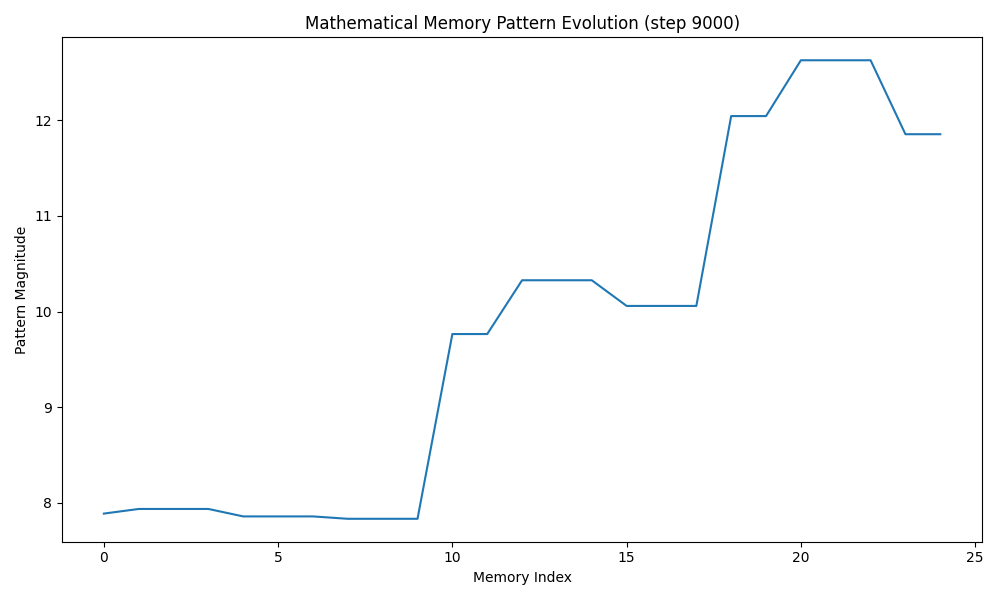 Mathematical Memory Pattern Evolution (step 9000)
Pattern Magnitude
12
11
10
9
8
0 5 10 15 20 25
Memory Index